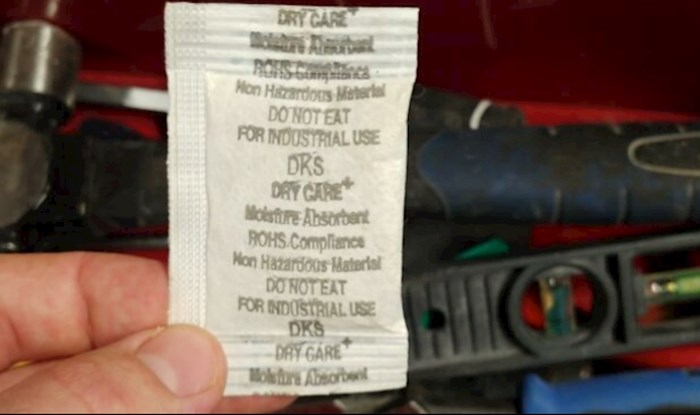 DRY CARE+
Moisture Absorbent
ROHS Compliance
Non Hazardous Material
DO NOT EAT
FOR INDUSTRIAL USE
DKS
DRY CARE+
Moisture Absorbent
ROHS Compliance
Non Hazardous Material
DO NOT EAT
FOR INDUSTRIAL USE
DKS
DRY CARE+
Moisture Absorbent